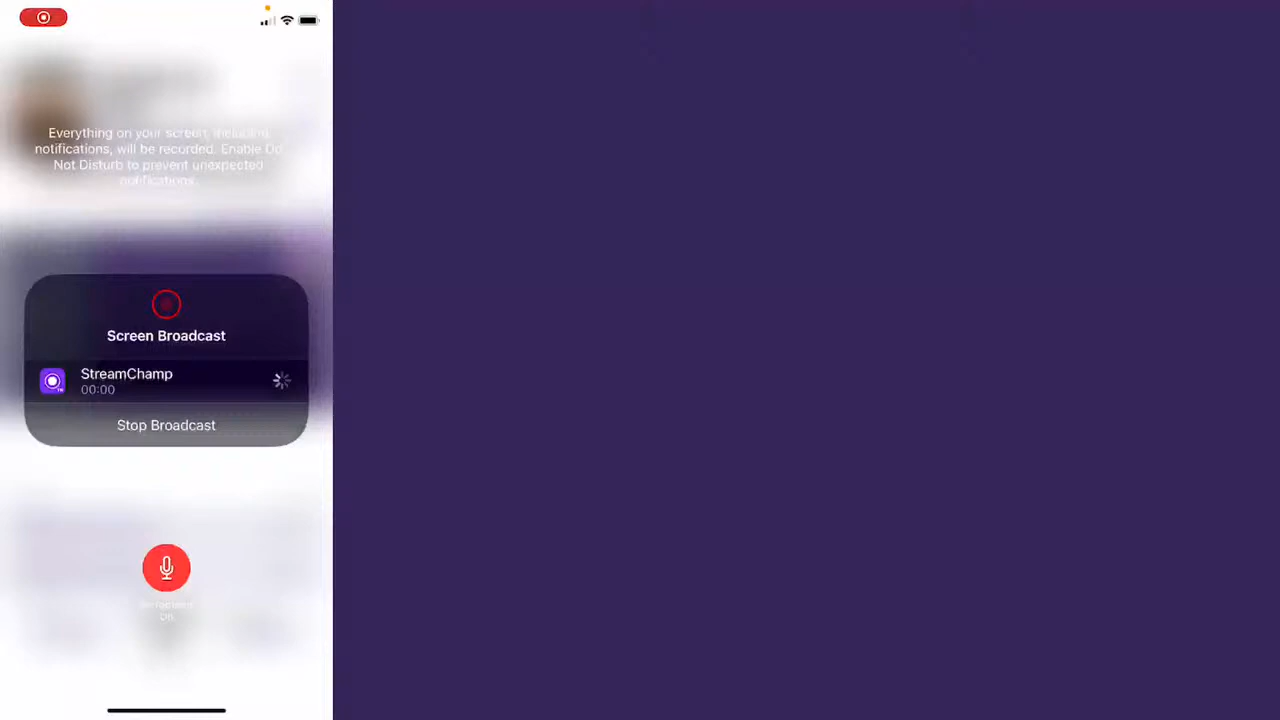 Everything on your screen, including
notifications, will be recorded. Enable Do
Not Disturb to prevent unexpected
notifications.
Screen Broadcast
StreamChamp
00:00
Stop Broadcast
On